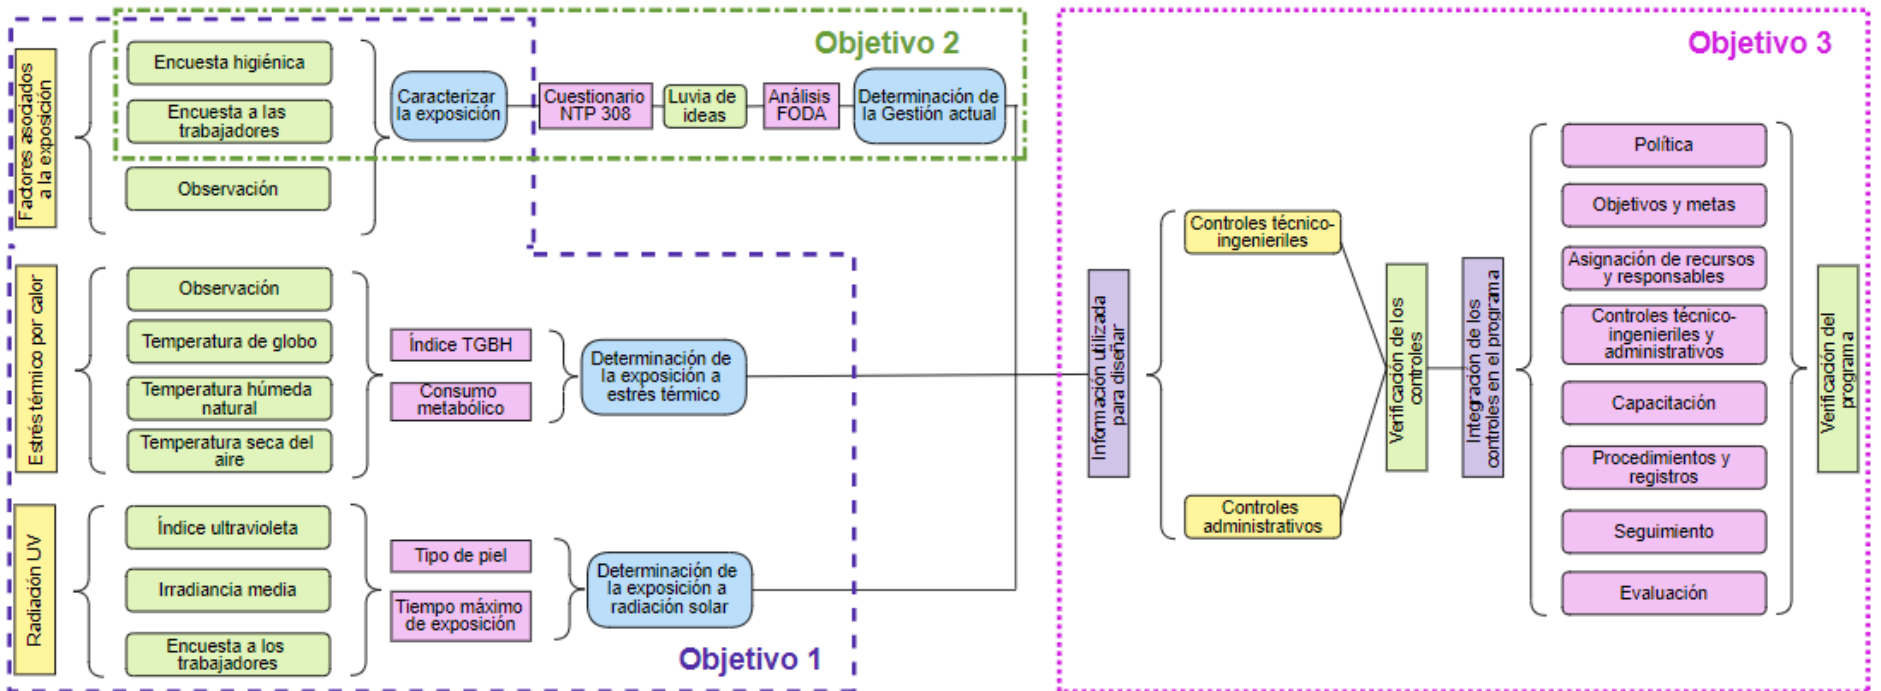 Objetivo 2
Objetivo 3
Factores asociados
a la exposición
Encuesta higiénica
Encuesta a las
trabajadores
Observación
Caracterizar
la exposición
Cuestionario
NTP 308
Luvia de
ideas
Análisis
FODA
Determinación de
la Gestión actual
Estrés térmico por calor
Observación
Temperatura de globo
Temperatura húmeda
natural
Temperatura seca del
aire
Índice TGBH
Consumo
metabólico
Determinación de
la exposición a
estrés térmico
Radiación UV
Índice ultravioleta
Irradiancia media
Encuesta a los
trabajadores
Tipo de piel
Tiempo máximo
de exposición
Determinación de
la exposición a
radiación solar
Objetivo 1
Información utilizada
para diseñar
Controles técnico-
ingenieriles
Controles
administrativos
Verificación de los
controles
Integración de los
controles en el programa
Política
Objetivos y metas
Asignación de recursos
y responsables
Controles técnico-
ingenieriles y
administrativos
Capacitación
Procedimientos y
registros
Seguimiento
Evaluación
Verificación del
programa